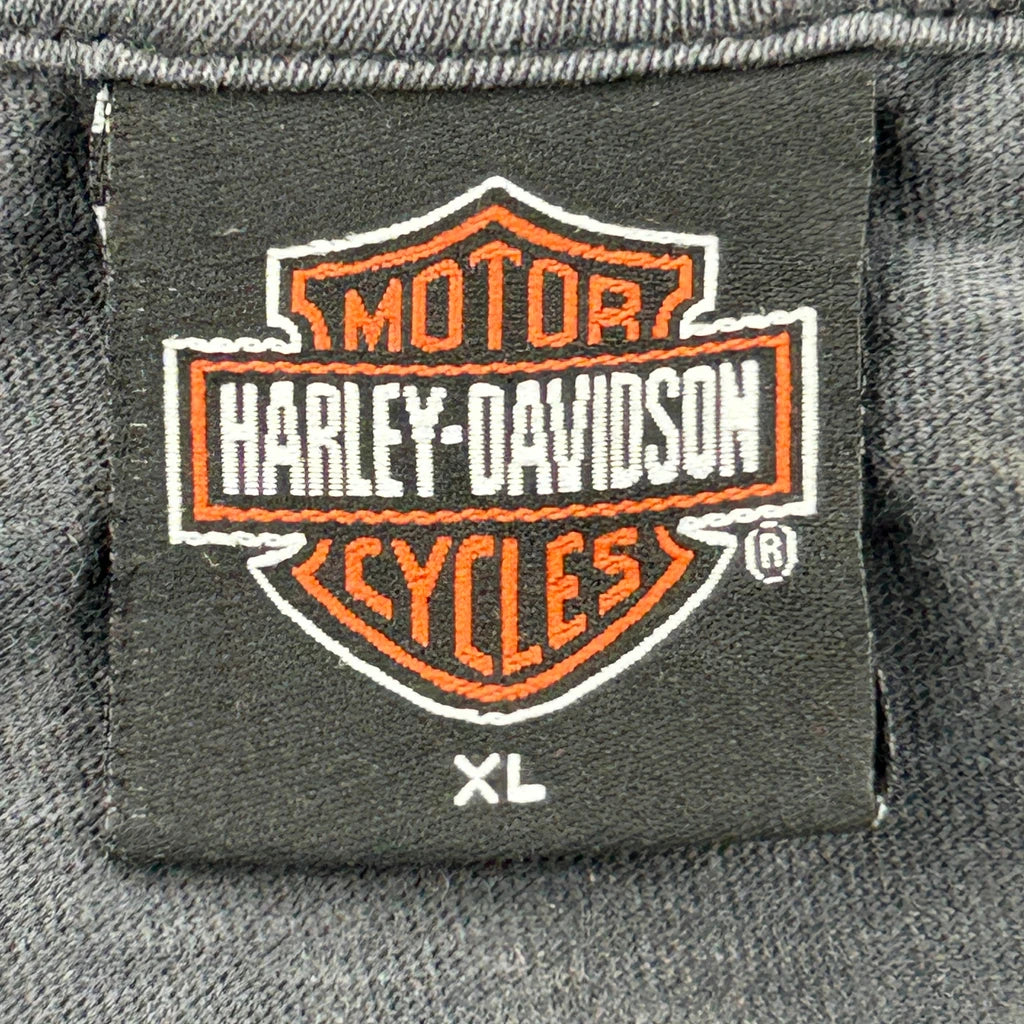 MOTOR
HARLEY-DAVIDSON
CYCLES
®
XL